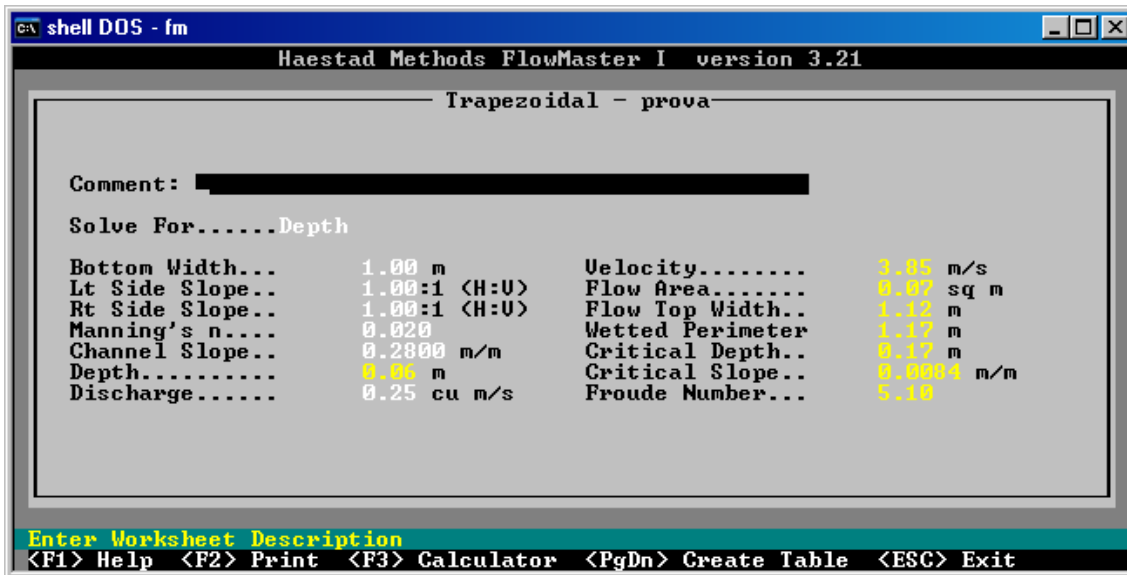 shell DOS - fm
Haestad Methods FlowMaster I version 3.21
Trapezoidal - prova
Comment:
Solve For......Depth
Bottom Width... 1.00 m Velocity........ 3.85 m/s
Lt Side Slope.. 1.00:1 (H:V) Flow Area....... 0.07 sq m
Rt Side Slope.. 1.00:1 (H:V) Flow Top Width.. 1.12 m
Manning's n.... 0.020 Wetted Perimeter 1.17 m
Channel Slope.. 0.2800 m/m Critical Depth.. 0.17 m
Depth.......... 0.06 m Critical Slope.. 0.0084 m/m
Discharge...... 0.25 cu m/s Froude Number... 5.10
Enter Worksheet Description
<F1> Help <F2> Print <F3> Calculator <PgDn> Create Table <ESC> Exit